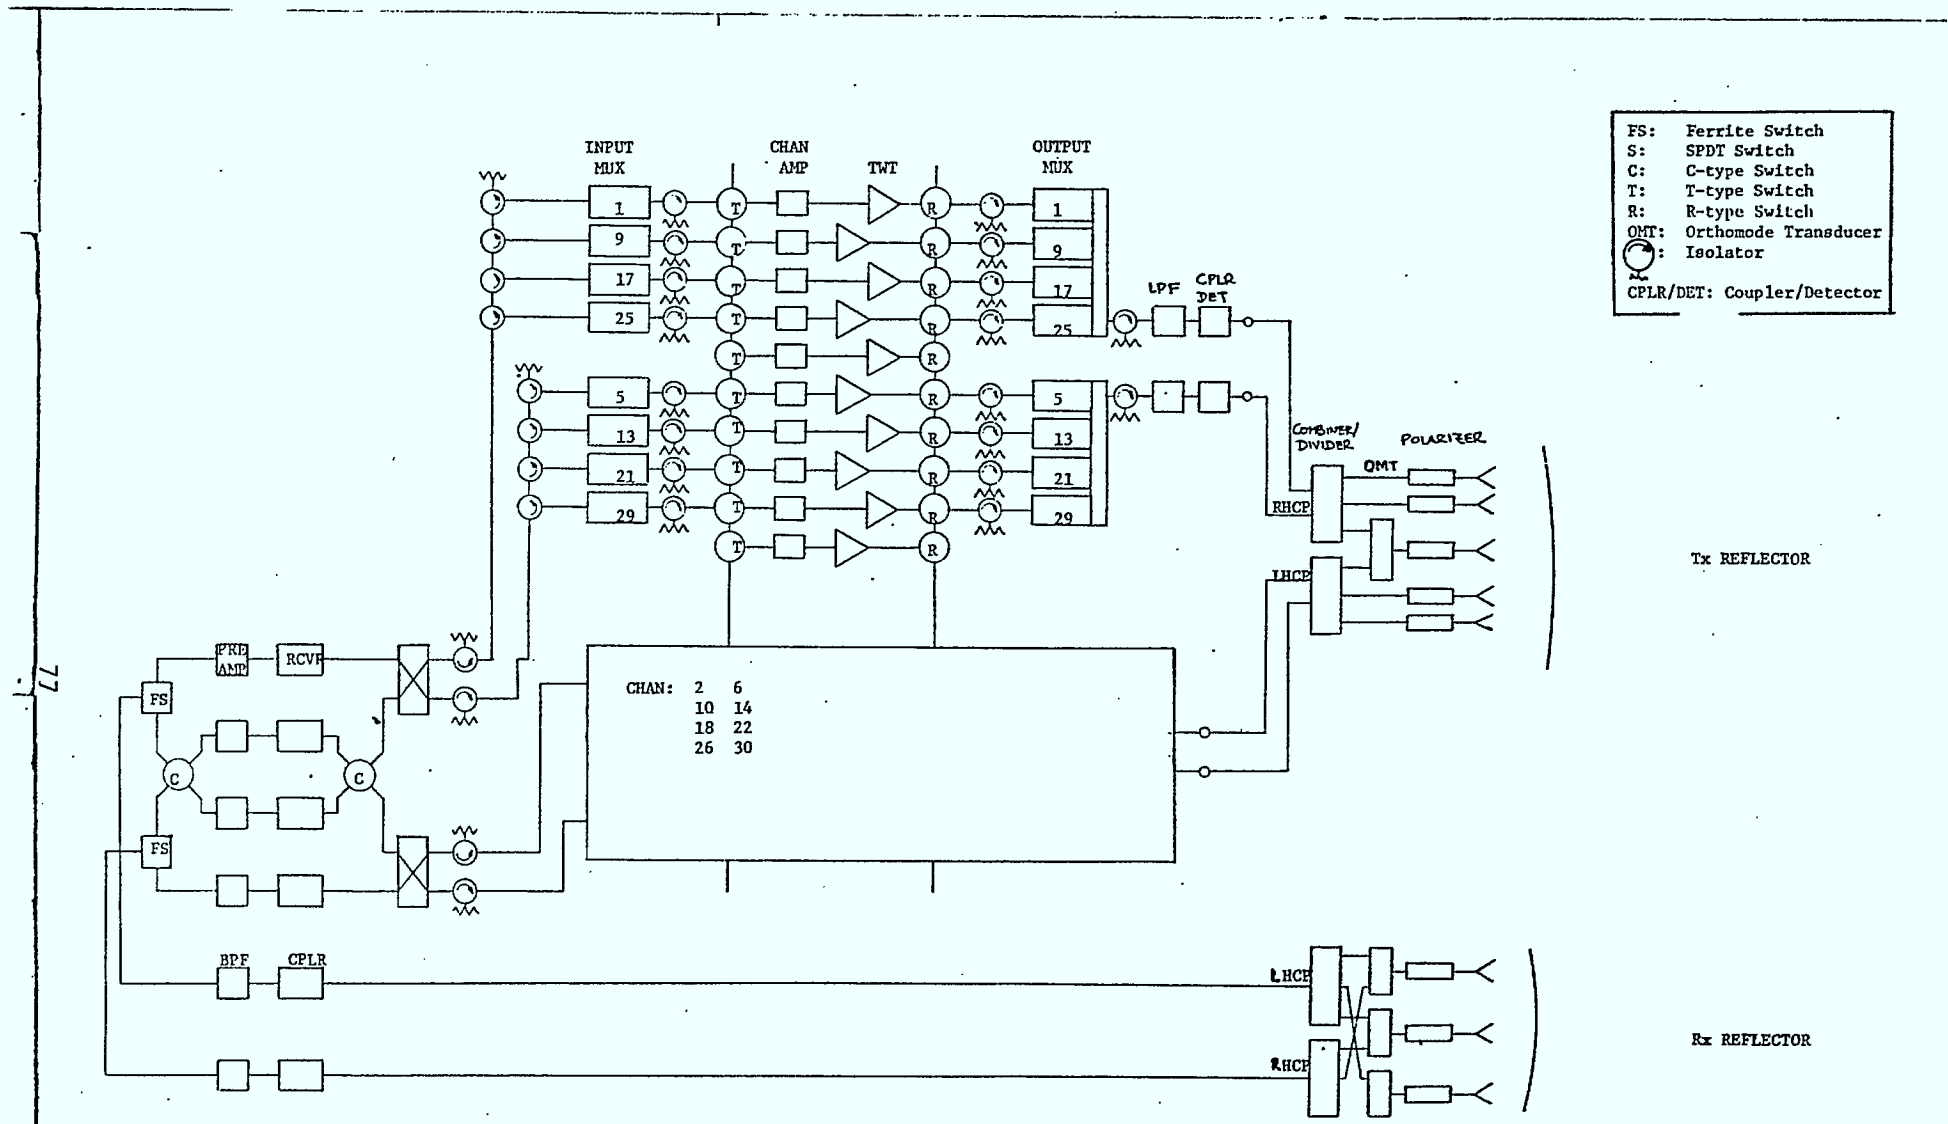 FS: Ferrite Switch
S: SPDT Switch
C: C-type Switch
T: T-type Switch
R: R-type Switch
OMT: Orthomode Transducer
: Isolator
CPLR/DET: Coupler/Detector
INPUT MUX
CHAN AMP
TWT
OUTPUT MUX
1 T R 1
9 T R 9
17 T R 17
25 T R 25
T R
5 T R 5
13 T R 13
21 T R 21
29 T R 29
T R
LPF
CPLR DET
COMBINER/ DIVIDER
OMT
POLARIZER
RHCP
LHCP
Tx REFLECTOR
PRE AMP
RCVR
FS
C
C
FS
CHAN: 2 6
10 14
18 22
26 30
BPF
CPLR
LHCP
RHCP
Rx REFLECTOR
77